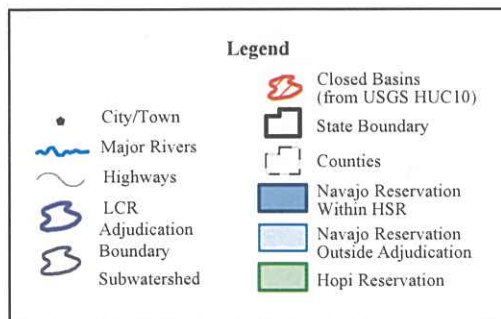 Legend
City/Town
Major Rivers
Highways
LCR
Adjudication
Boundary
Subwatershed
Closed Basins
(from USGS HUC10)
State Boundary
Counties
Navajo Reservation
Within HSR
Navajo Reservation
Outside Adjudication
Hopi Reservation